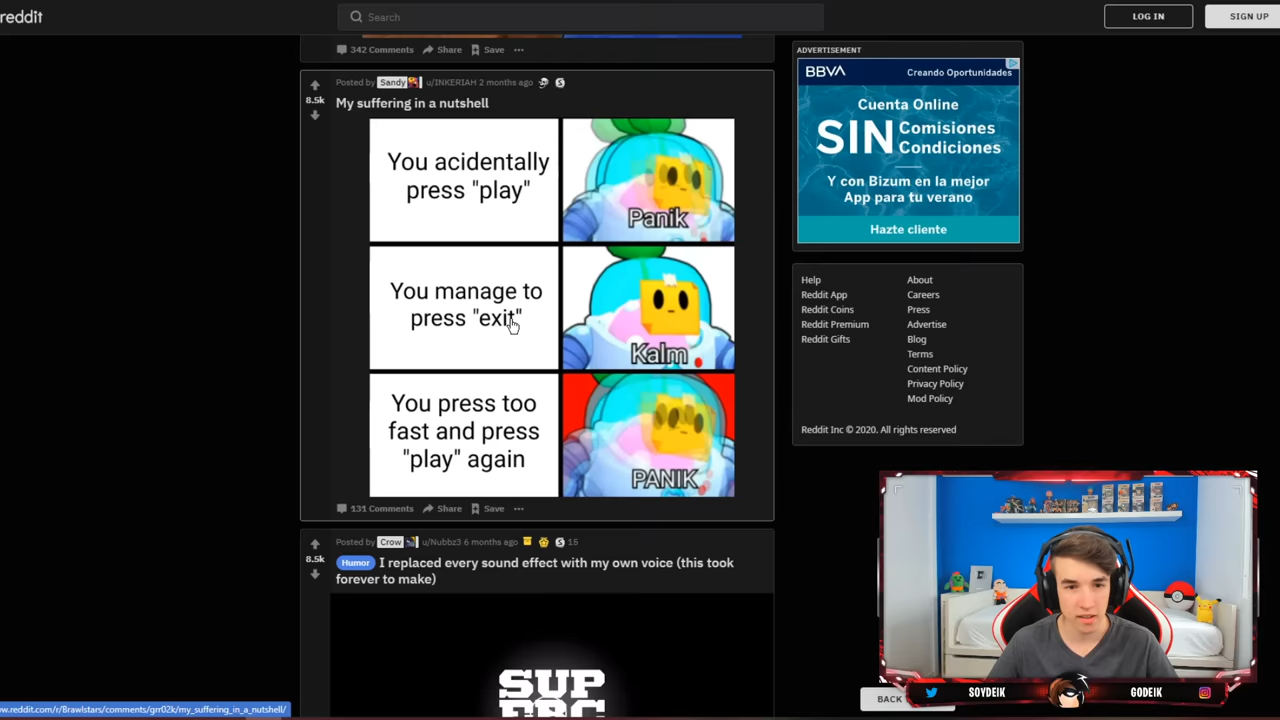 reddit
Search
LOG IN
SIGN UP
342 Comments Share Save
ADVERTISEMENT
Posted by Sandy u/INKERIAH 2 months ago
8.5k
My suffering in a nutshell
You acidentally
press "play"
Panik
You manage to
press "exit"
Kalm
You press too
fast and press
"play" again
PANIK
131 Comments Share Save
BBVA
Creando Oportunidades
Cuenta Online
SIN Comisiones
Condiciones
Y con Bizum en la mejor
App para tu verano
Hazte cliente
Help
About
Reddit App
Careers
Reddit Coins
Press
Reddit Premium
Advertise
Reddit Gifts
Blog
Terms
Content Policy
Privacy Policy
Mod Policy
Reddit Inc © 2020. All rights reserved
Posted by Crow u/Nubbz3 6 months ago 15
8.5k
Humor I replaced every sound effect with my own voice (this took
forever to make)
SUP
BACK
SOYDEIK
GODEIK
ww.reddit.com/r/Brawlstars/comments/grr02k/my_suffering_in_a_nutshell/